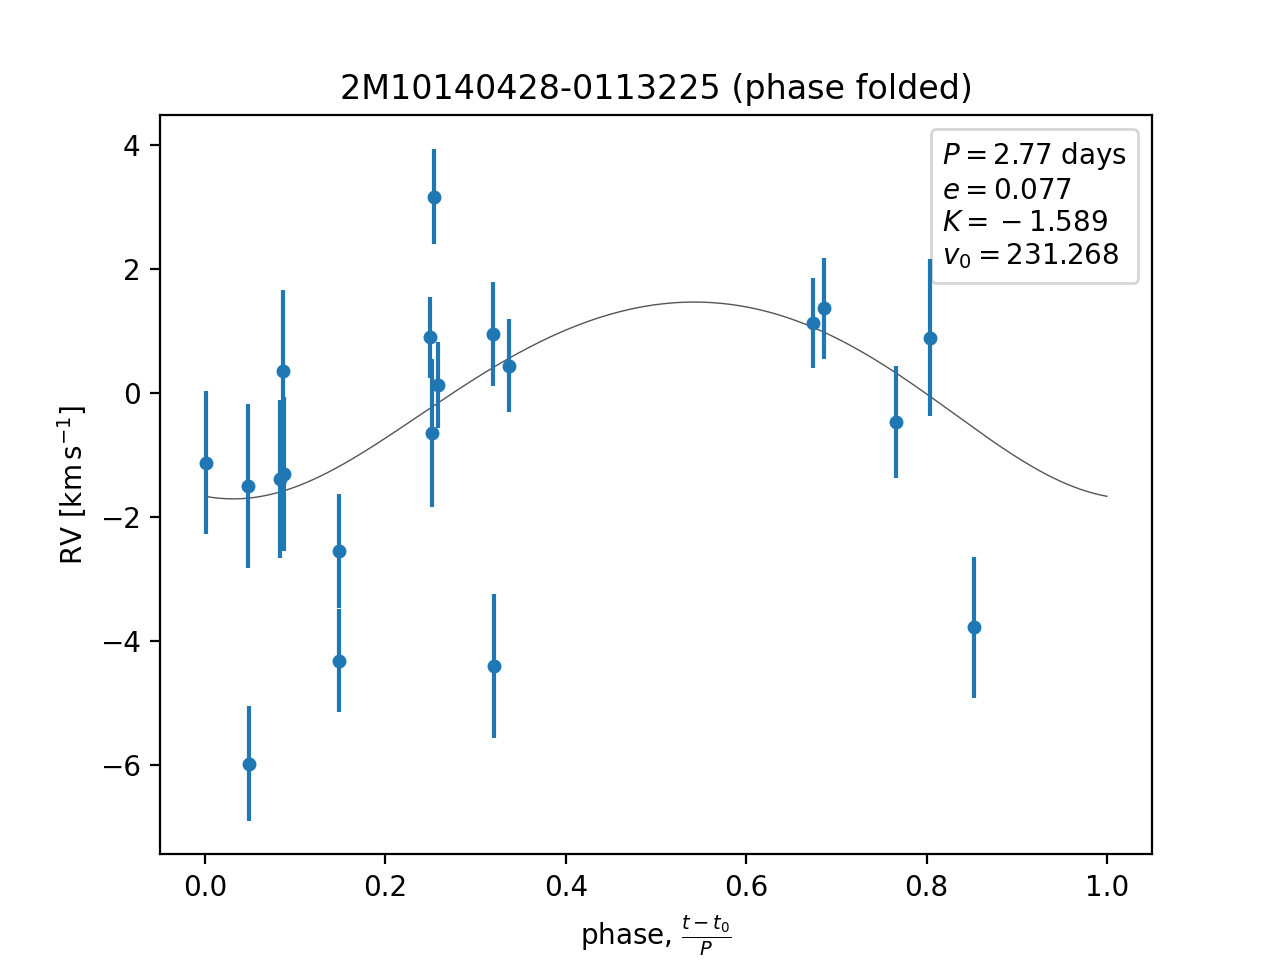 2M10140428-0113225 (phase folded)
P = 2.77 days
e = 0.077
K = −1.589
v₀ = 231.268
4
2
0
−2
−4
−6
RV [km s⁻¹]
0.0 0.2 0.4 0.6 0.8 1.0
phase, (t − t₀)/P